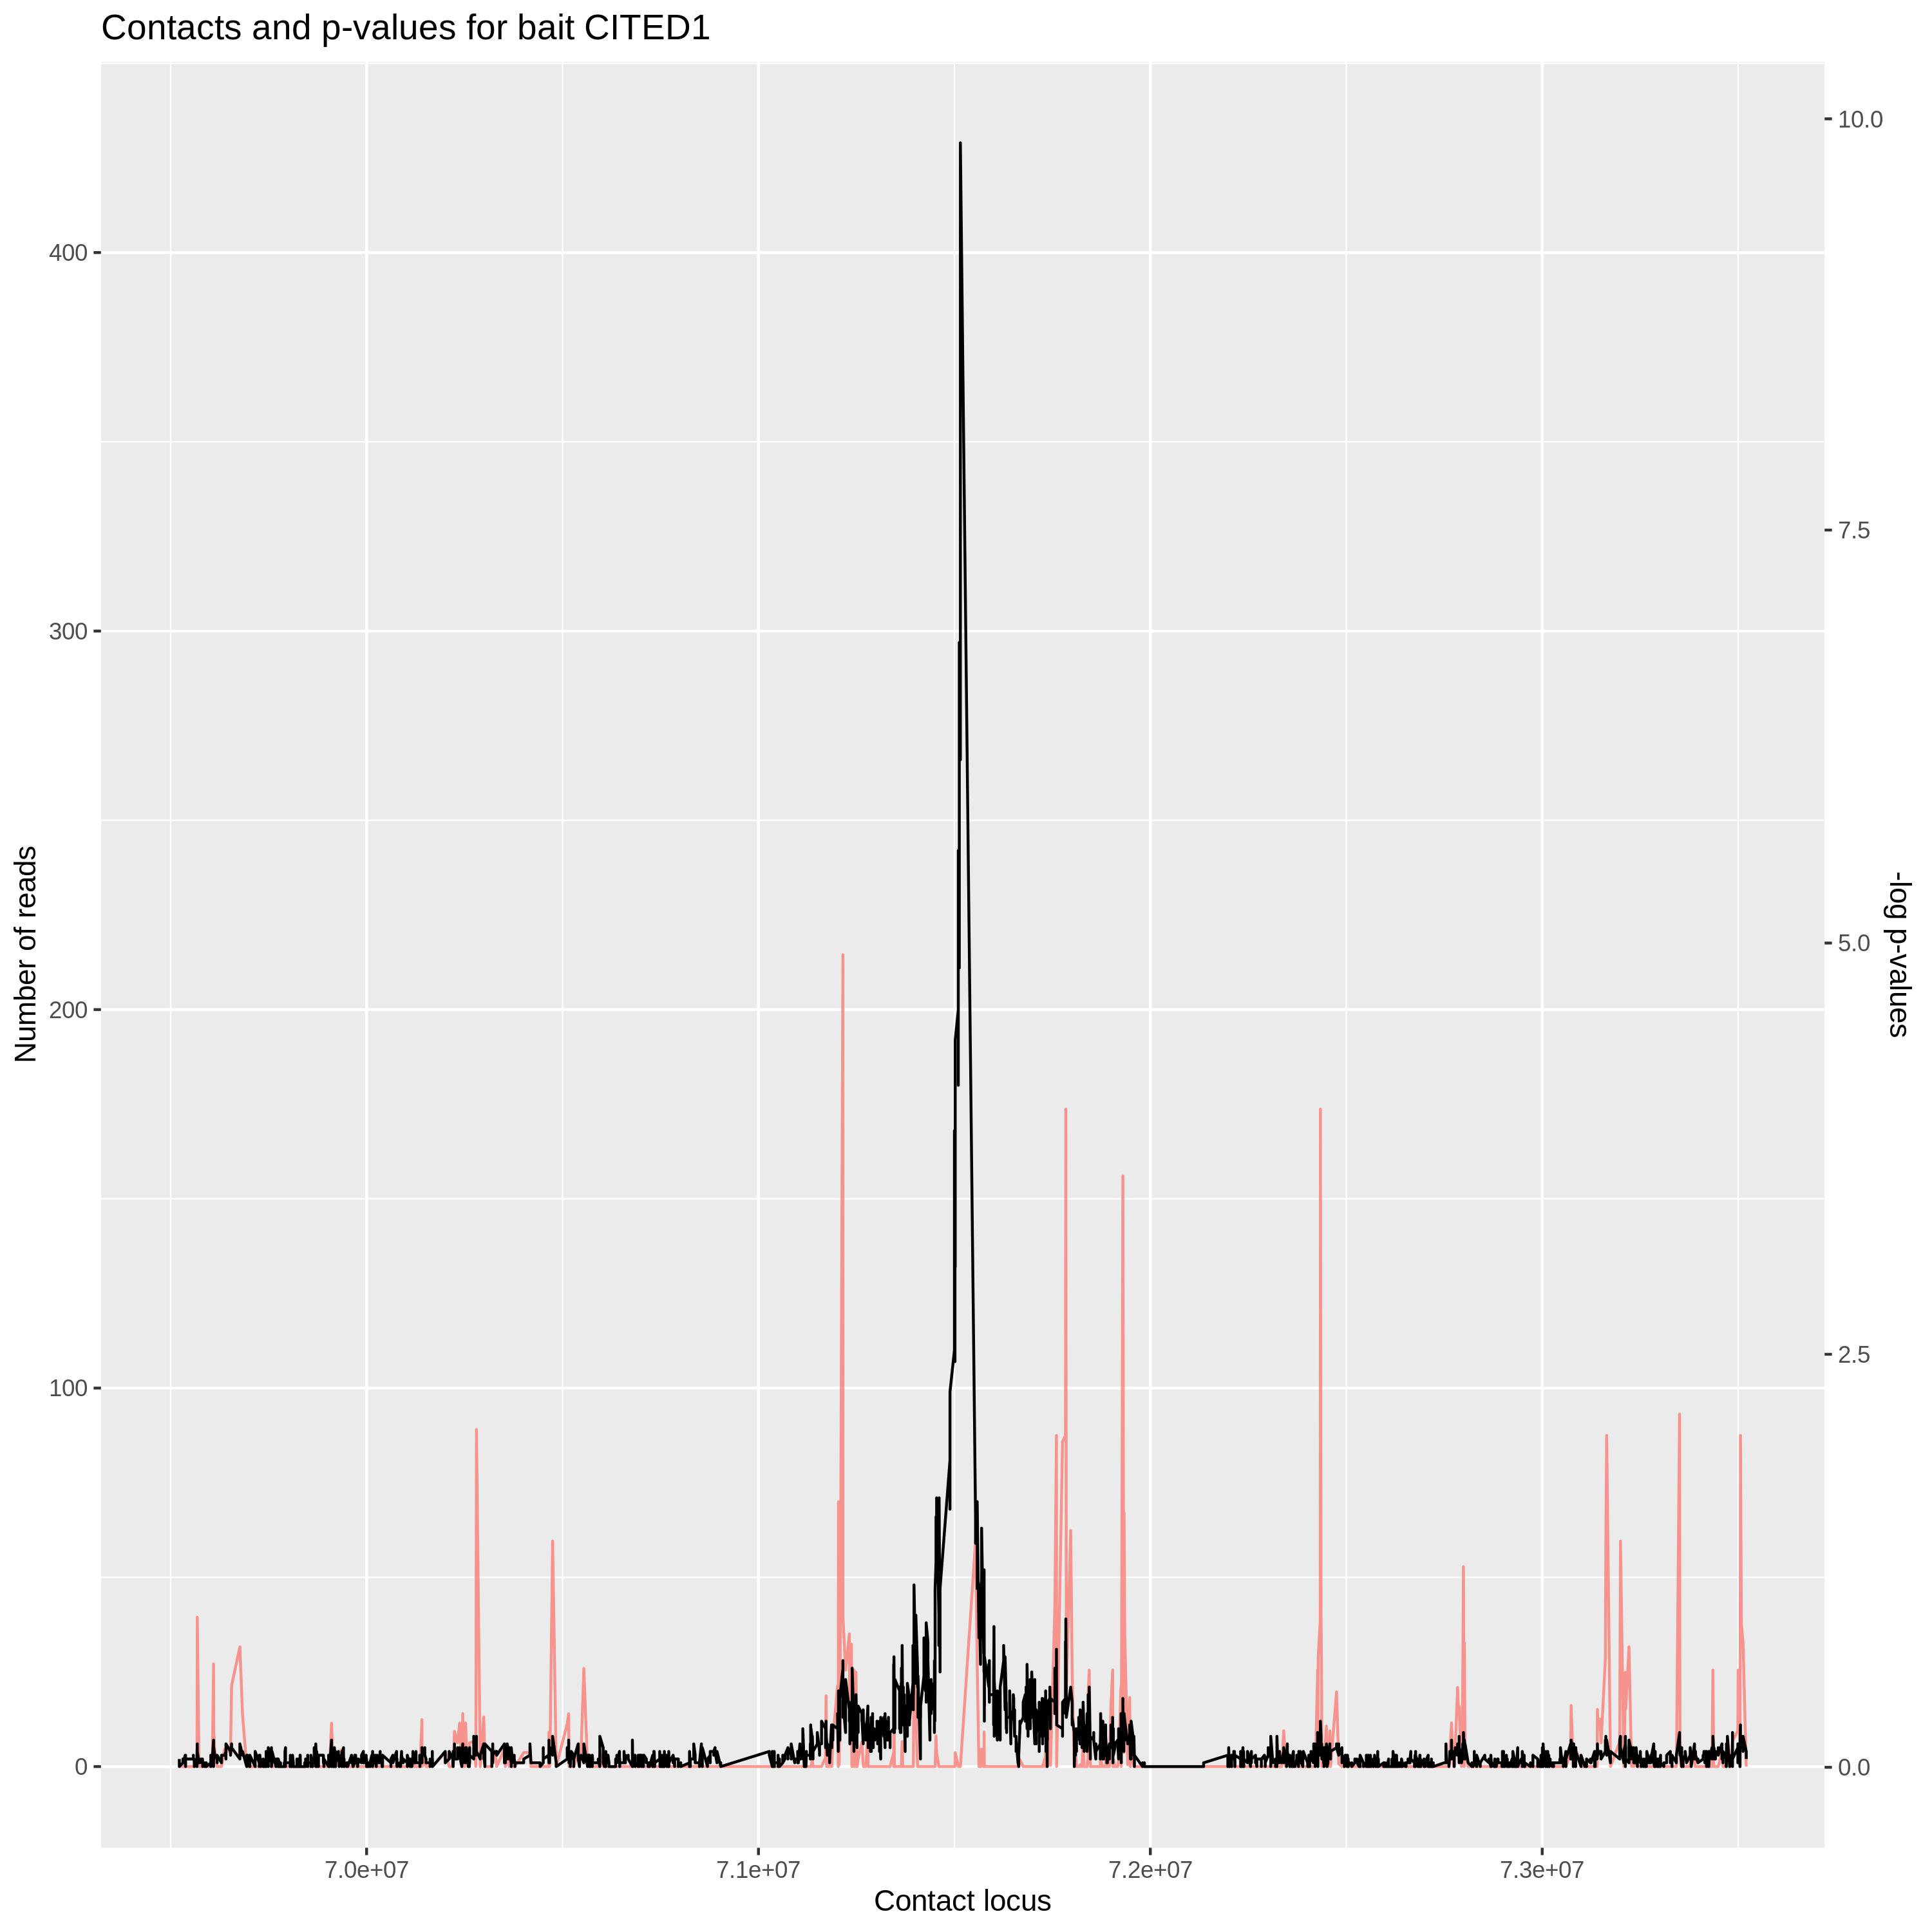 Contacts and p-values for bait CITED1
400
300
200
100
0
Number of reads
10.0
7.5
5.0
2.5
0.0
-log p-values
7.0e+07
7.1e+07
7.2e+07
7.3e+07
Contact locus